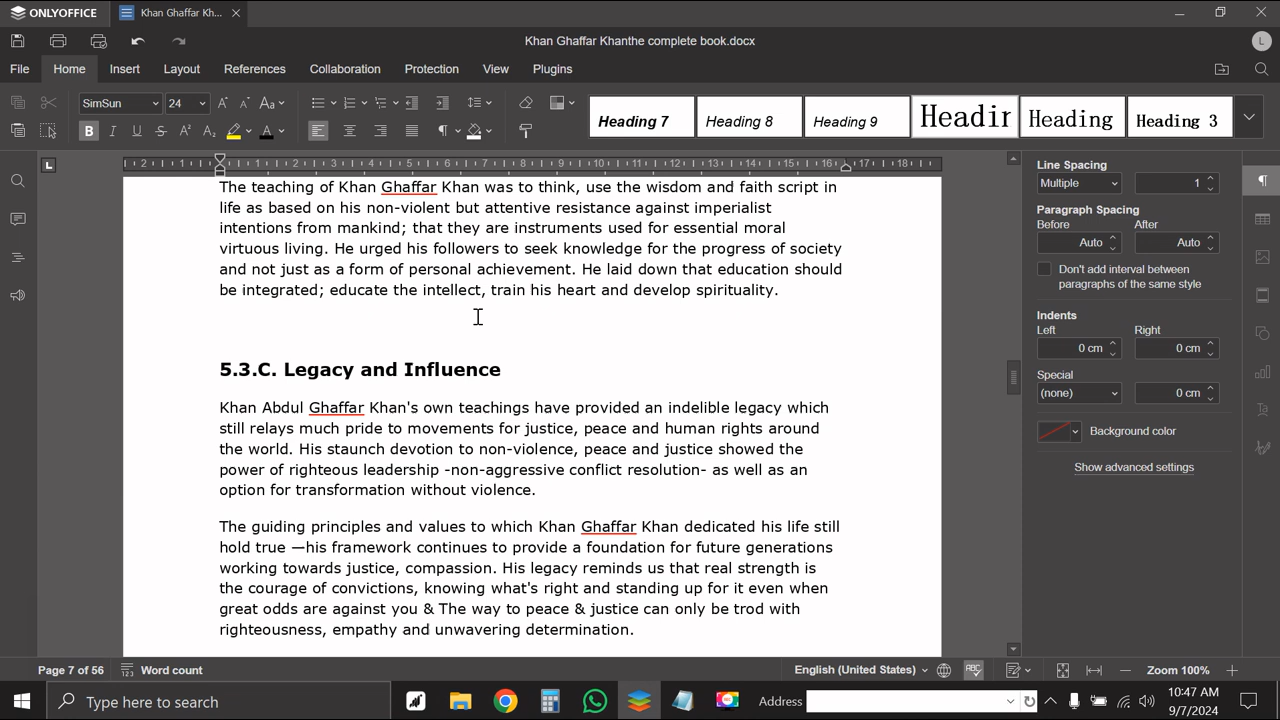 ONLYOFFICE
Khan Ghaffar Kh...
Khan Ghaffar Khanthe complete book.docx
L
File Home Insert Layout References Collaboration Protection View Plugins
SimSun 24
Heading 7 Heading 8 Heading 9 Headir Heading Heading 3
The teaching of Khan Ghaffar Khan was to think, use the wisdom and faith script in
life as based on his non-violent but attentive resistance against imperialist
intentions from mankind; that they are instruments used for essential moral
virtuous living. He urged his followers to seek knowledge for the progress of society
and not just as a form of personal achievement. He laid down that education should
be integrated; educate the intellect, train his heart and develop spirituality.
5.3.C. Legacy and Influence
Khan Abdul Ghaffar Khan's own teachings have provided an indelible legacy which
still relays much pride to movements for justice, peace and human rights around
the world. His staunch devotion to non-violence, peace and justice showed the
power of righteous leadership -non-aggressive conflict resolution- as well as an
option for transformation without violence.
The guiding principles and values to which Khan Ghaffar Khan dedicated his life still
hold true —his framework continues to provide a foundation for future generations
working towards justice, compassion. His legacy reminds us that real strength is
the courage of convictions, knowing what's right and standing up for it even when
great odds are against you & The way to peace & justice can only be trod with
righteousness, empathy and unwavering determination.
Line Spacing
Multiple 1
Paragraph Spacing
Before After
Auto Auto
Don't add interval between
paragraphs of the same style
Indents
Left Right
0 cm 0 cm
Special
(none) 0 cm
Background color
Show advanced settings
Page 7 of 56 Word count English (United States) Zoom 100%
Type here to search
Address
10:47 AM
9/7/2024